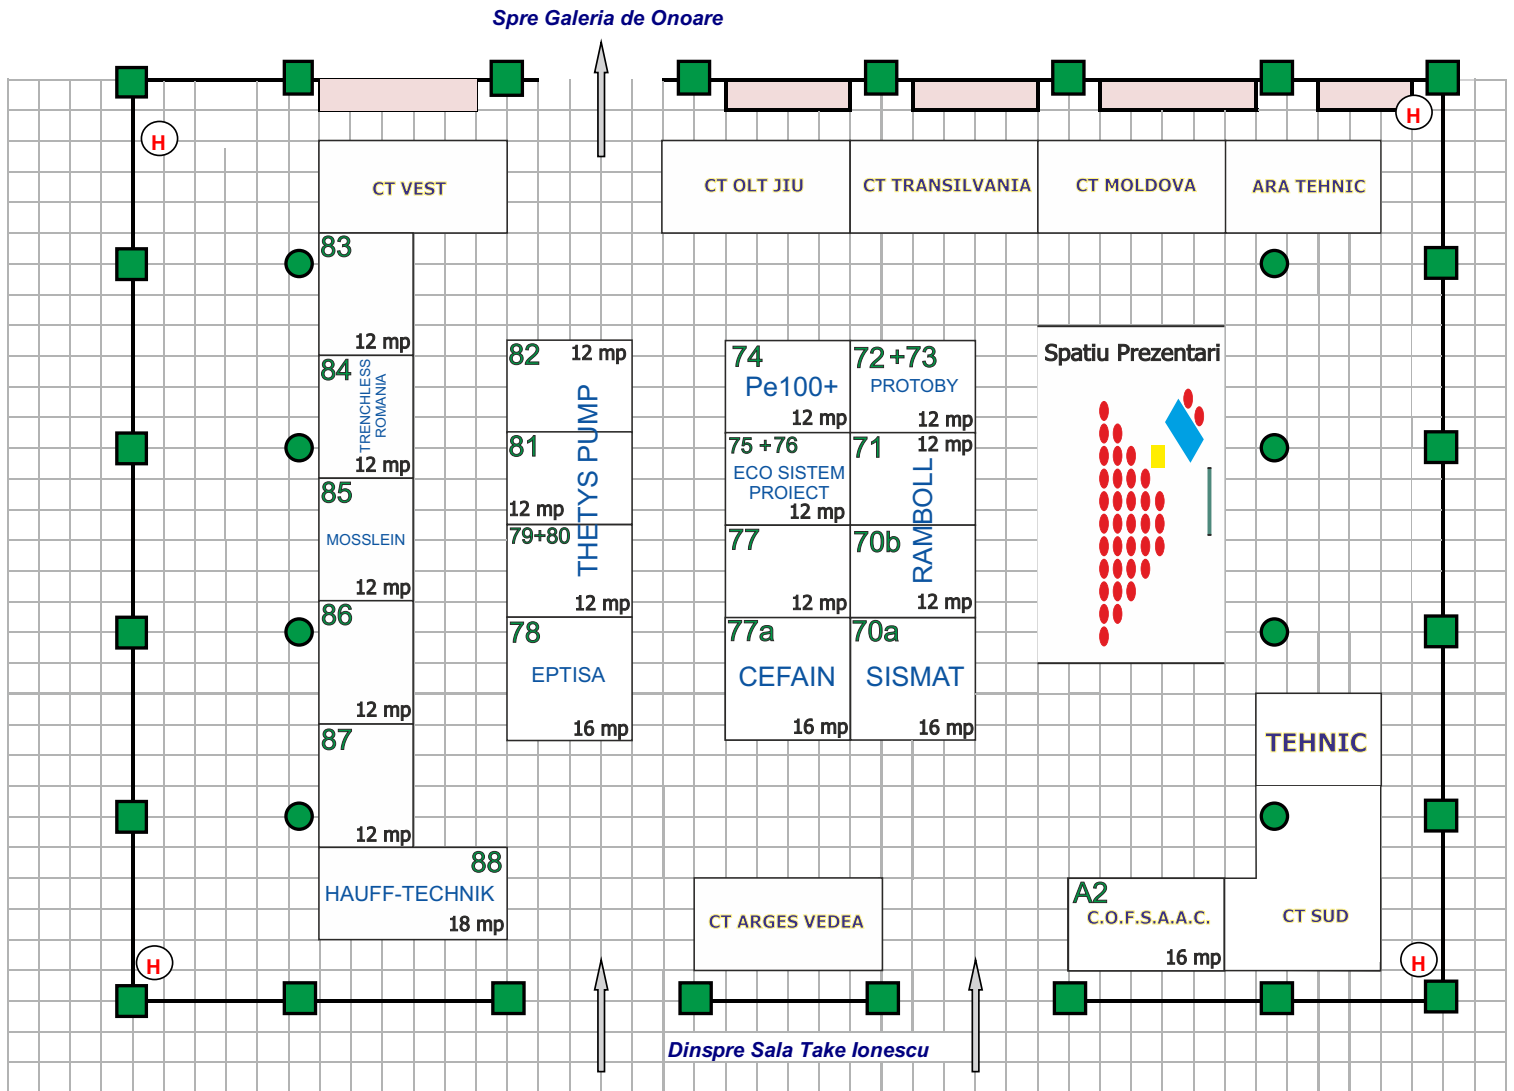 Spre Galeria de Onoare
H
H
CT VEST
CT OLT JIU
CT TRANSILVANIA
CT MOLDOVA
ARA TEHNIC
83
12 mp
84
TRENCHLESS
ROMANIA
12 mp
85
MOSSLEIN
12 mp
86
12 mp
87
12 mp
88
HAUFF-TECHNIK
18 mp
82
12 mp
81
12 mp
THETYS PUMP
79+80
12 mp
78
EPTISA
16 mp
74
Pe100+
12 mp
72+73
PROTOBY
12 mp
75 +76
ECO SISTEM
PROIECT
12 mp
71
12 mp
RAMBOLL
77
12 mp
70b
12 mp
77a
CEFAIN
16 mp
70a
SISMAT
16 mp
Spatiu Prezentari
TEHNIC
CT ARGES VEDEA
A2
C.O.F.S.A.A.C.
16 mp
CT SUD
H
H
Dinspre Sala Take Ionescu